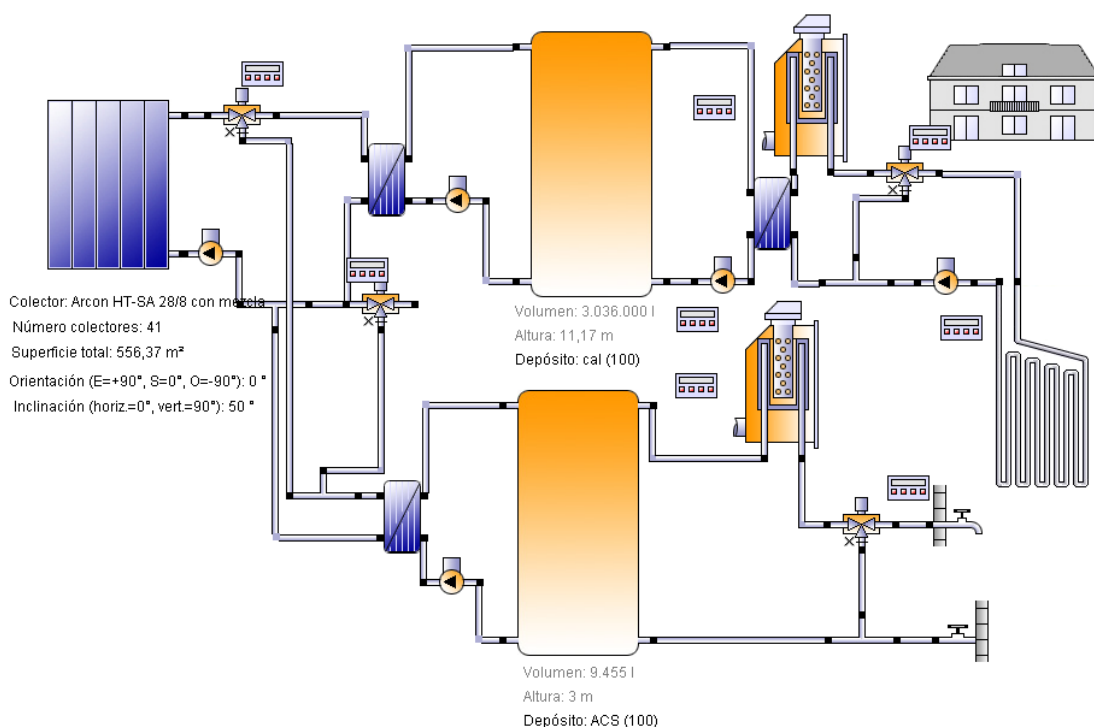 Colector: Arcon HT-SA 28/8 con mezcla
Número colectores: 41
Superficie total: 556,37 m²
Orientación (E=+90°, S=0°, O=-90°): 0 °
Inclinación (horiz.=0°, vert.=90°): 50 °
Volumen: 3.036.000 l
Altura: 11,17 m
Depósito: cal (100)
Volumen: 9.455 l
Altura: 3 m
Depósito: ACS (100)